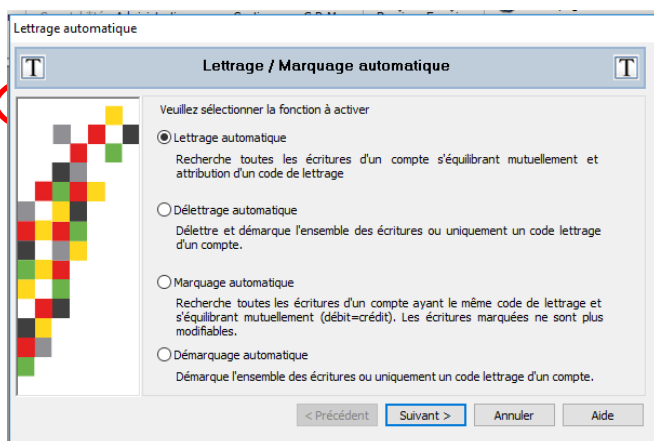 Lettrage automatique
T
Lettrage / Marquage automatique
T
Veuillez sélectionner la fonction à activer
Lettrage automatique
Recherche toutes les écritures d'un compte s'équilibrant mutuellement et
attribution d'un code de lettrage
Délettrage automatique
Délettre et démarque l'ensemble des écritures ou uniquement un code lettrage
d'un compte.
Marquage automatique
Recherche toutes les écritures d'un compte ayant le même code de lettrage et
s'équilibrant mutuellement (débit=crédit). Les écritures marquées ne sont plus
modifiables.
Démarquage automatique
Démarque l'ensemble des écritures ou uniquement un code lettrage d'un compte.
< Précédent
Suivant >
Annuler
Aide